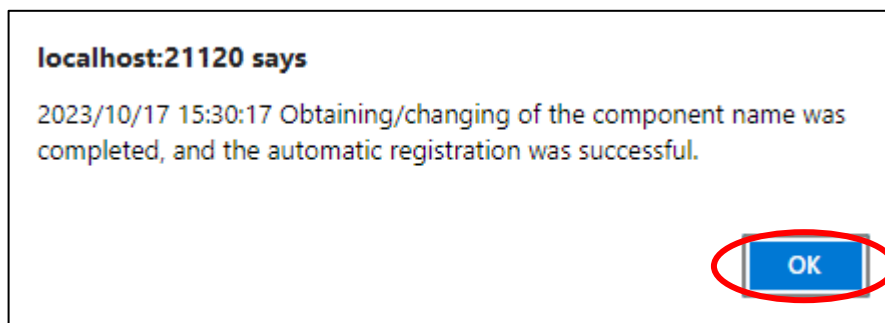 localhost:21120 says
2023/10/17 15:30:17 Obtaining/changing of the component name was
completed, and the automatic registration was successful.
OK